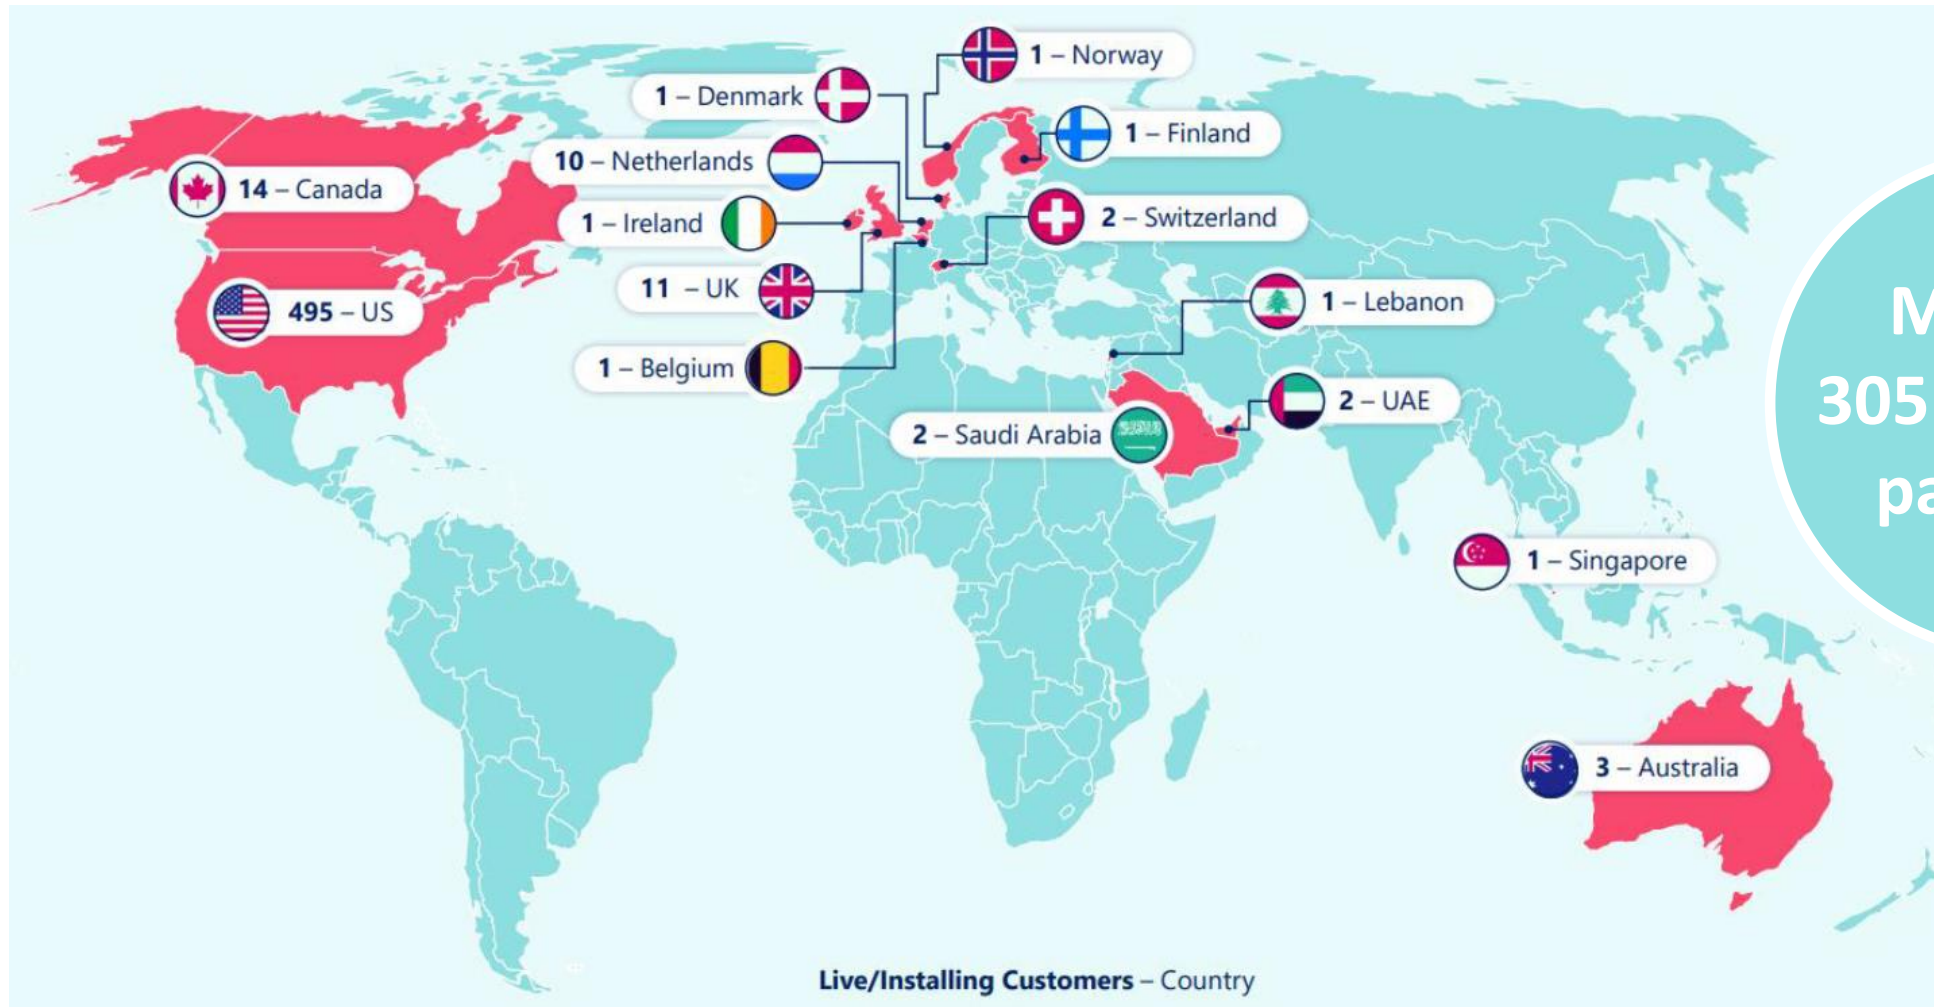 1 – Norway
1 – Denmark
1 – Finland
10 – Netherlands
14 – Canada
1 – Ireland
2 – Switzerland
11 – UK
495 – US
1 – Lebanon
1 – Belgium
2 – UAE
2 – Saudi Arabia
M
305
pa
1 – Singapore
3 – Australia
Live/Installing Customers – Country